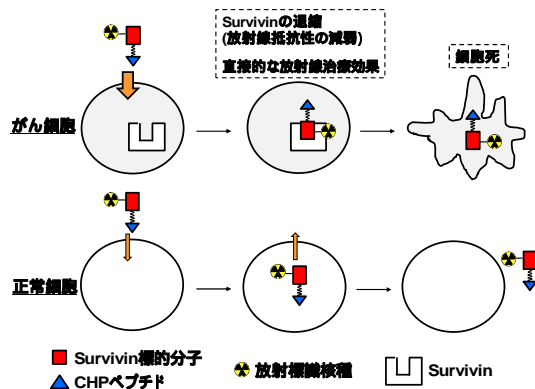 Survivinの退縮
(放射線抵抗性の減弱)
直接的な放射線治療効果
細胞死
がん細胞
正常細胞
Survivin標的分子
放射標識核種
Survivin
CHPペプチド